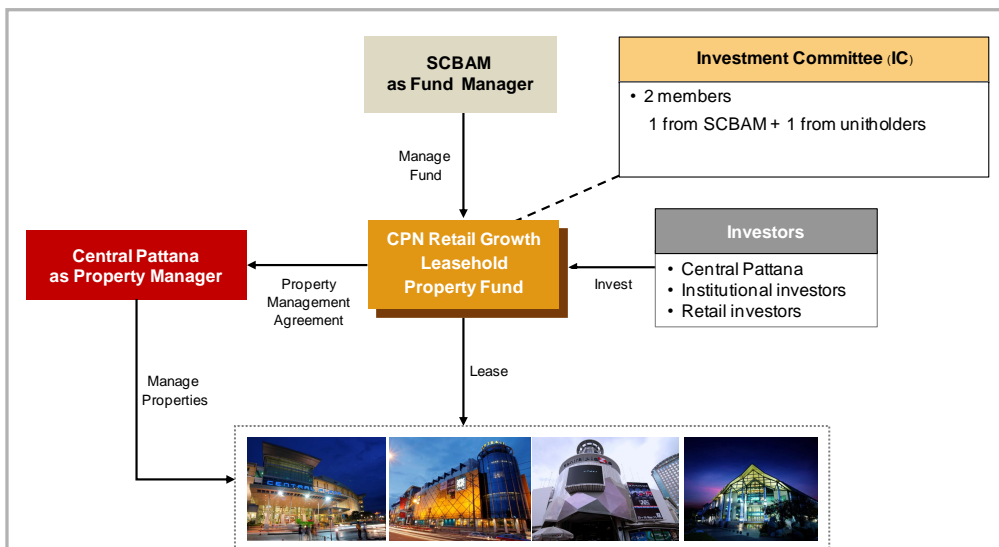 SCBAM
as Fund Manager
Investment Committee (IC)
• 2 members
1 from SCBAM + 1 from unitholders
Manage
Fund
CPN Retail Growth
Leasehold
Property Fund
Central Pattana
as Property Manager
Investors
• Central Pattana
• Institutional investors
• Retail investors
Property
Management
Agreement
Invest
Lease
Manage
Properties